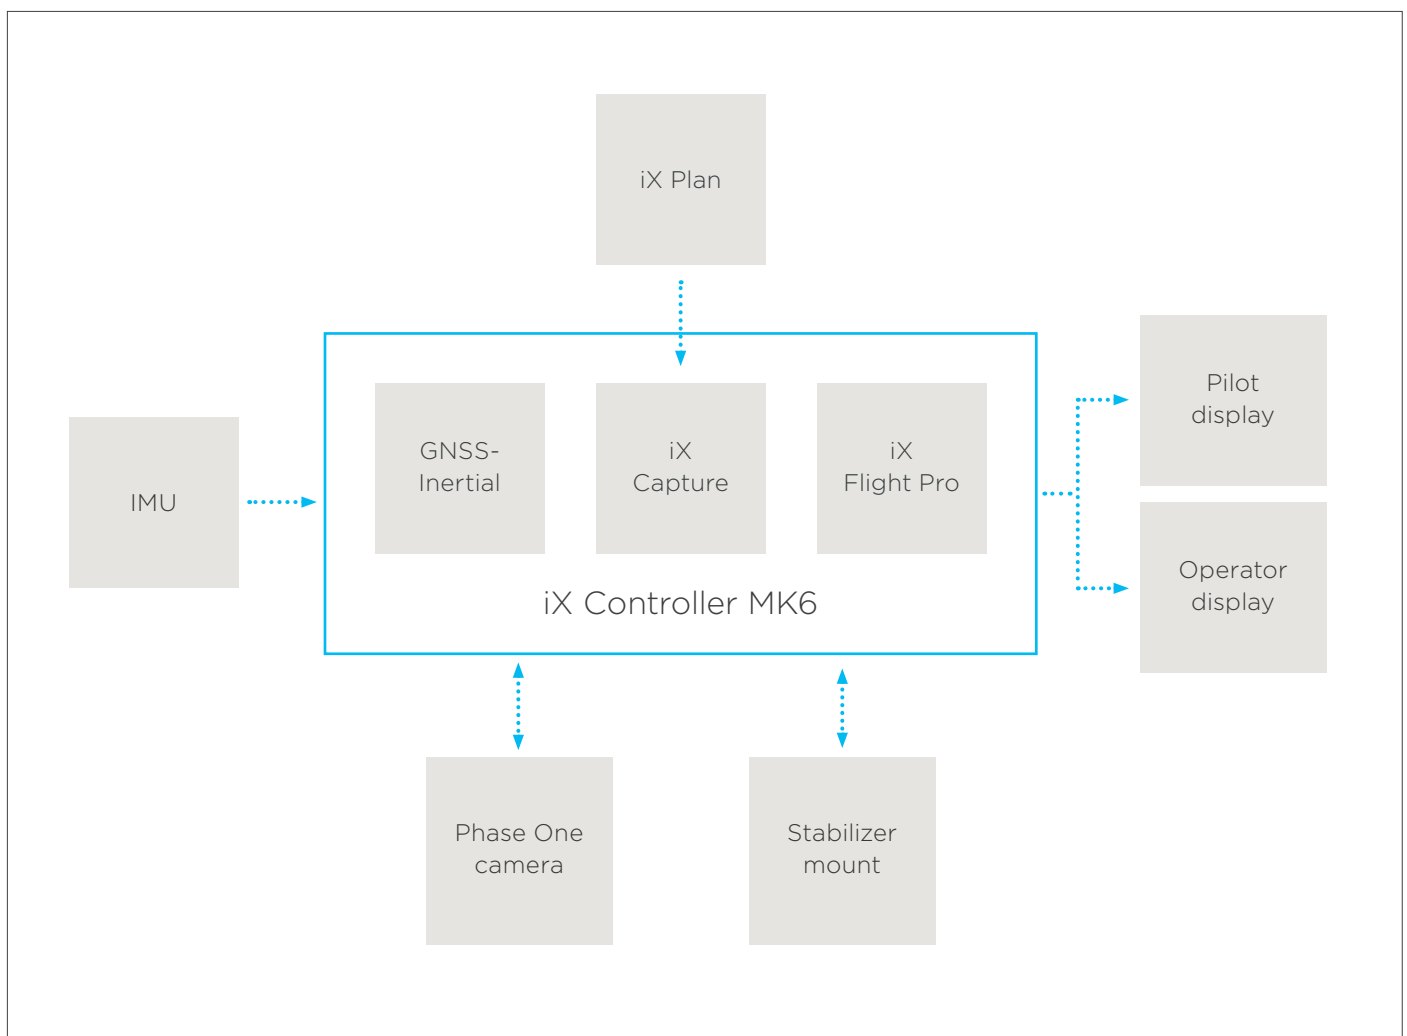 iX Plan
Pilot
display
GNSS-
Inertial
iX
Capture
iX
Flight Pro
IMU
Operator
display
iX Controller MK6
Phase One
camera
Stabilizer
mount